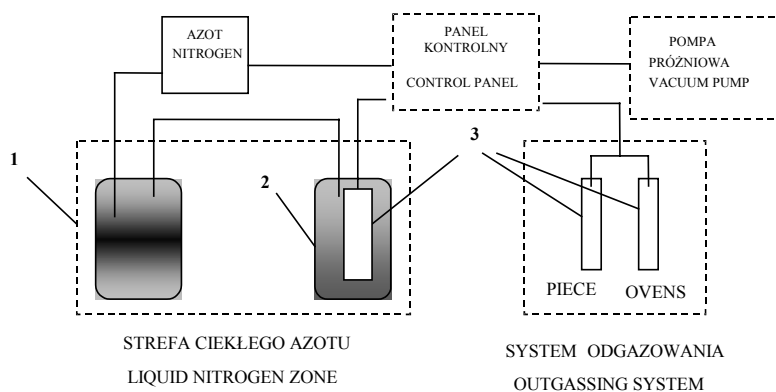 AZOT
NITROGEN
PANEL
KONTROLNY
CONTROL PANEL
POMPA
PRÓŻNIOWA
VACUUM PUMP
1
2
3
PIECE OVENS
STREFA CIEKŁEGO AZOTU
LIQUID NITROGEN ZONE
SYSTEM ODGAZOWANIA
OUTGASSING SYSTEM